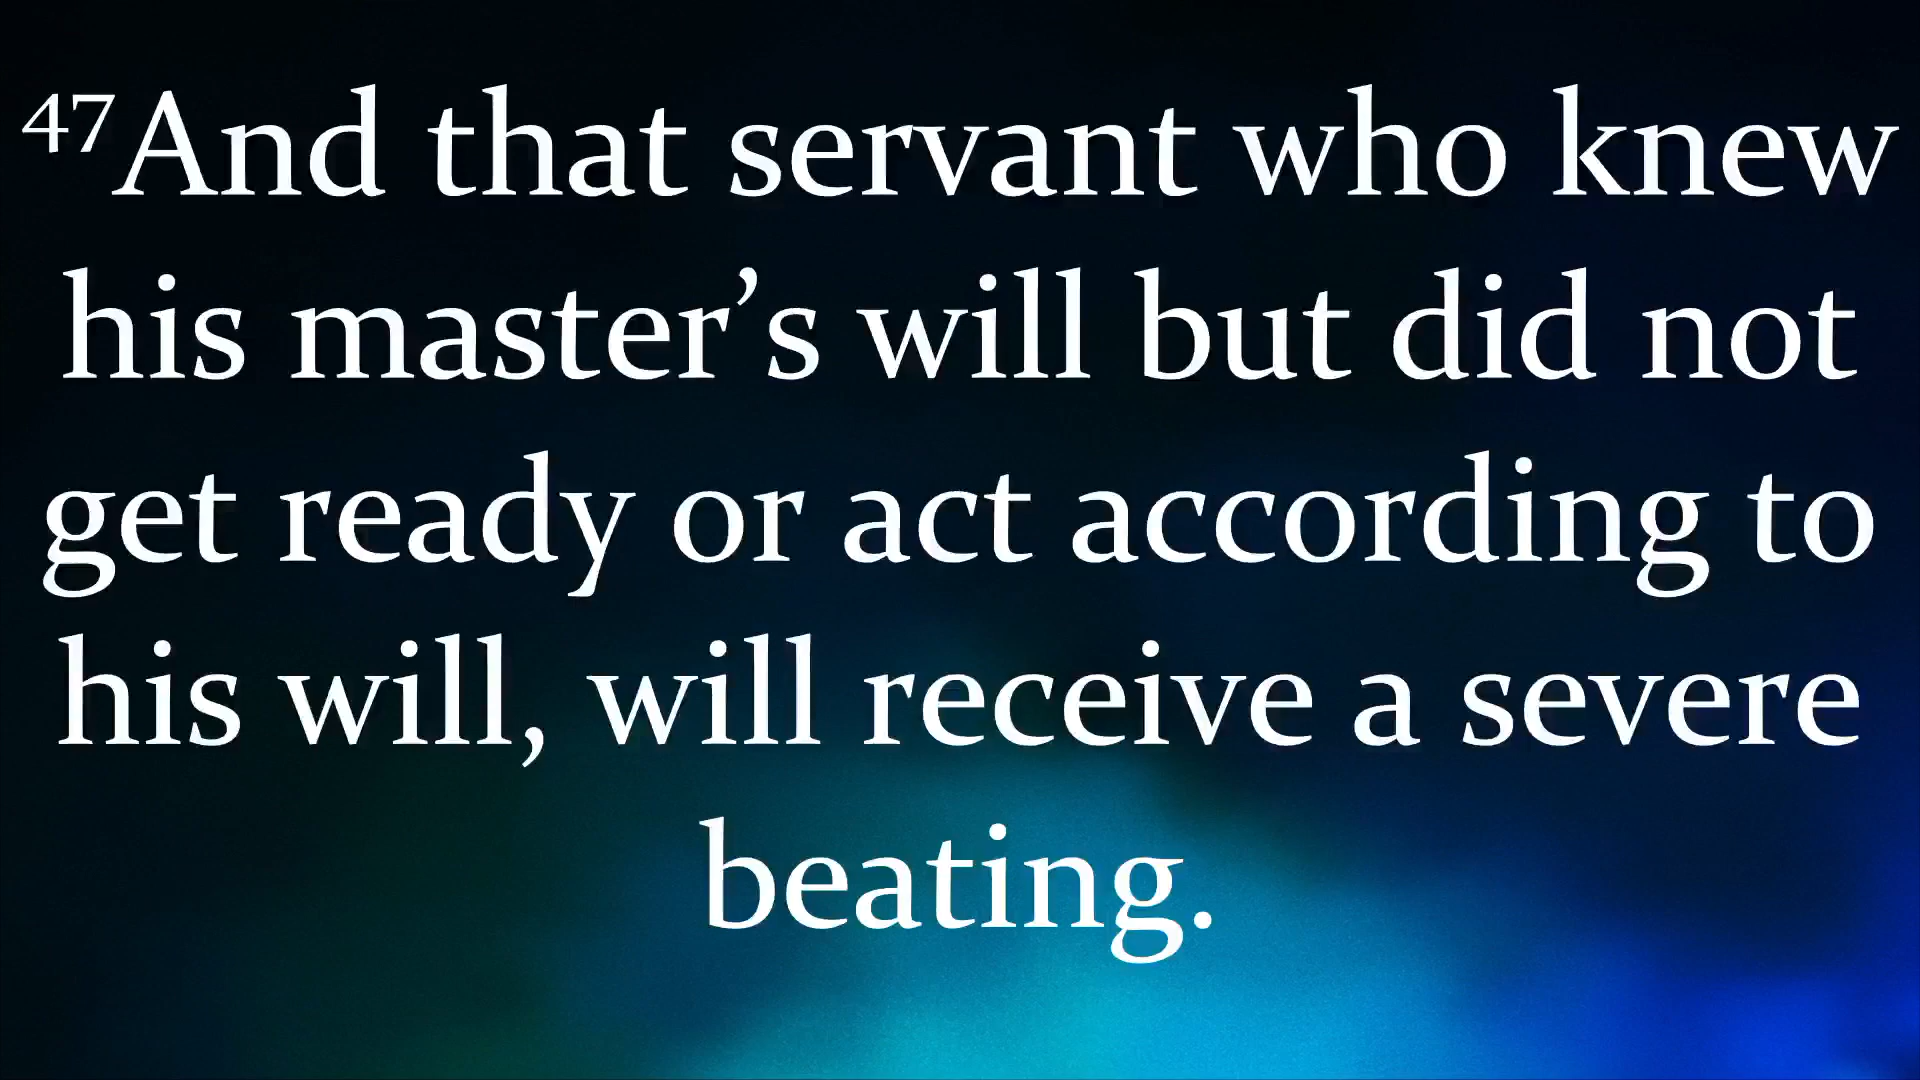 47And that servant who knew
his master’s will but did not
get ready or act according to
his will, will receive a severe
beating.